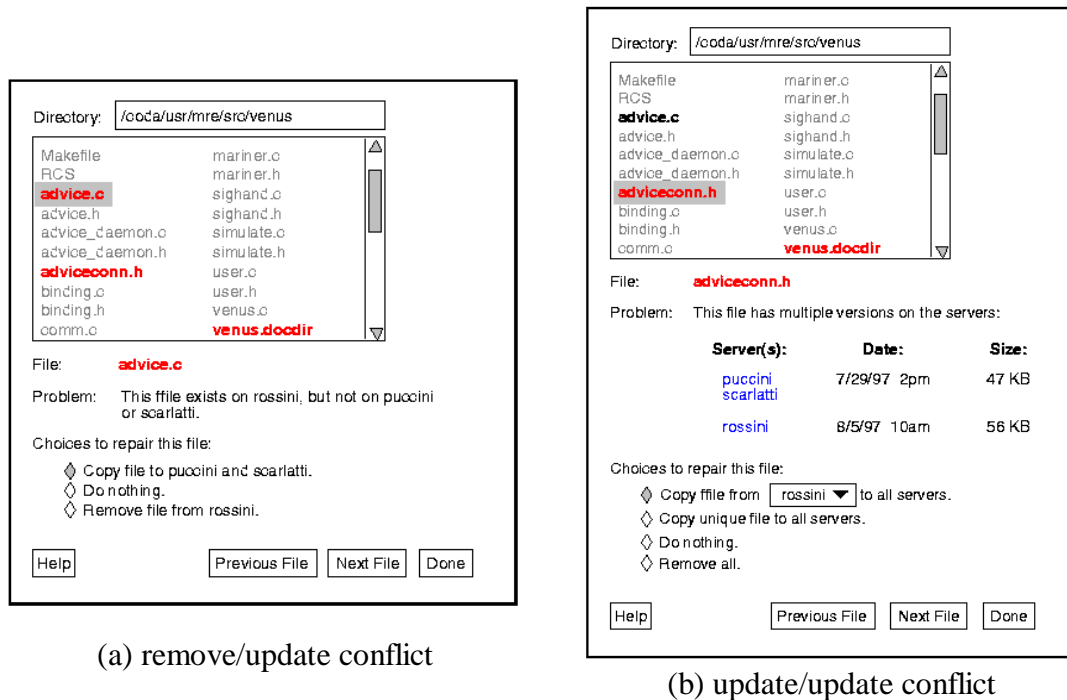 Directory: /coda/usr/mre/src/venus
Makefile mariner.c
RCS mariner.h
advice.c sighand.c
advice.h sighand.h
advice_daemon.c simulate.c
advice_daemon.h simulate.h
adviceconn.h user.c
binding.c user.h
binding.h venus.c
comm.c venus.docdir
File: advice.c
Problem: This ffile exists on rossini, but not on puccini
or scarlatti.
Choices to repair this file:
Copy file to puccini and scarlatti.
Do nothing.
Remove file from rossini.
Help Previous File Next File Done
(a) remove/update conflict
Directory: /coda/usr/mre/src/venus
Makefile mariner.c
RCS mariner.h
advice.c sighand.c
advice.h sighand.h
advice_daemon.c simulate.c
advice_daemon.h simulate.h
adviceconn.h user.c
binding.c user.h
binding.h venus.c
comm.c venus.docdir
File: adviceconn.h
Problem: This file has multiple versions on the servers:
Server(s): Date: Size:
puccini 7/29/97 2pm 47 KB
scarlatti
rossini 8/5/97 10am 56 KB
Choices to repair this file:
Copy ffile from rossini to all servers.
Copy unique file to all servers.
Do nothing.
Remove all.
Help Previous File Next File Done
(b) update/update conflict